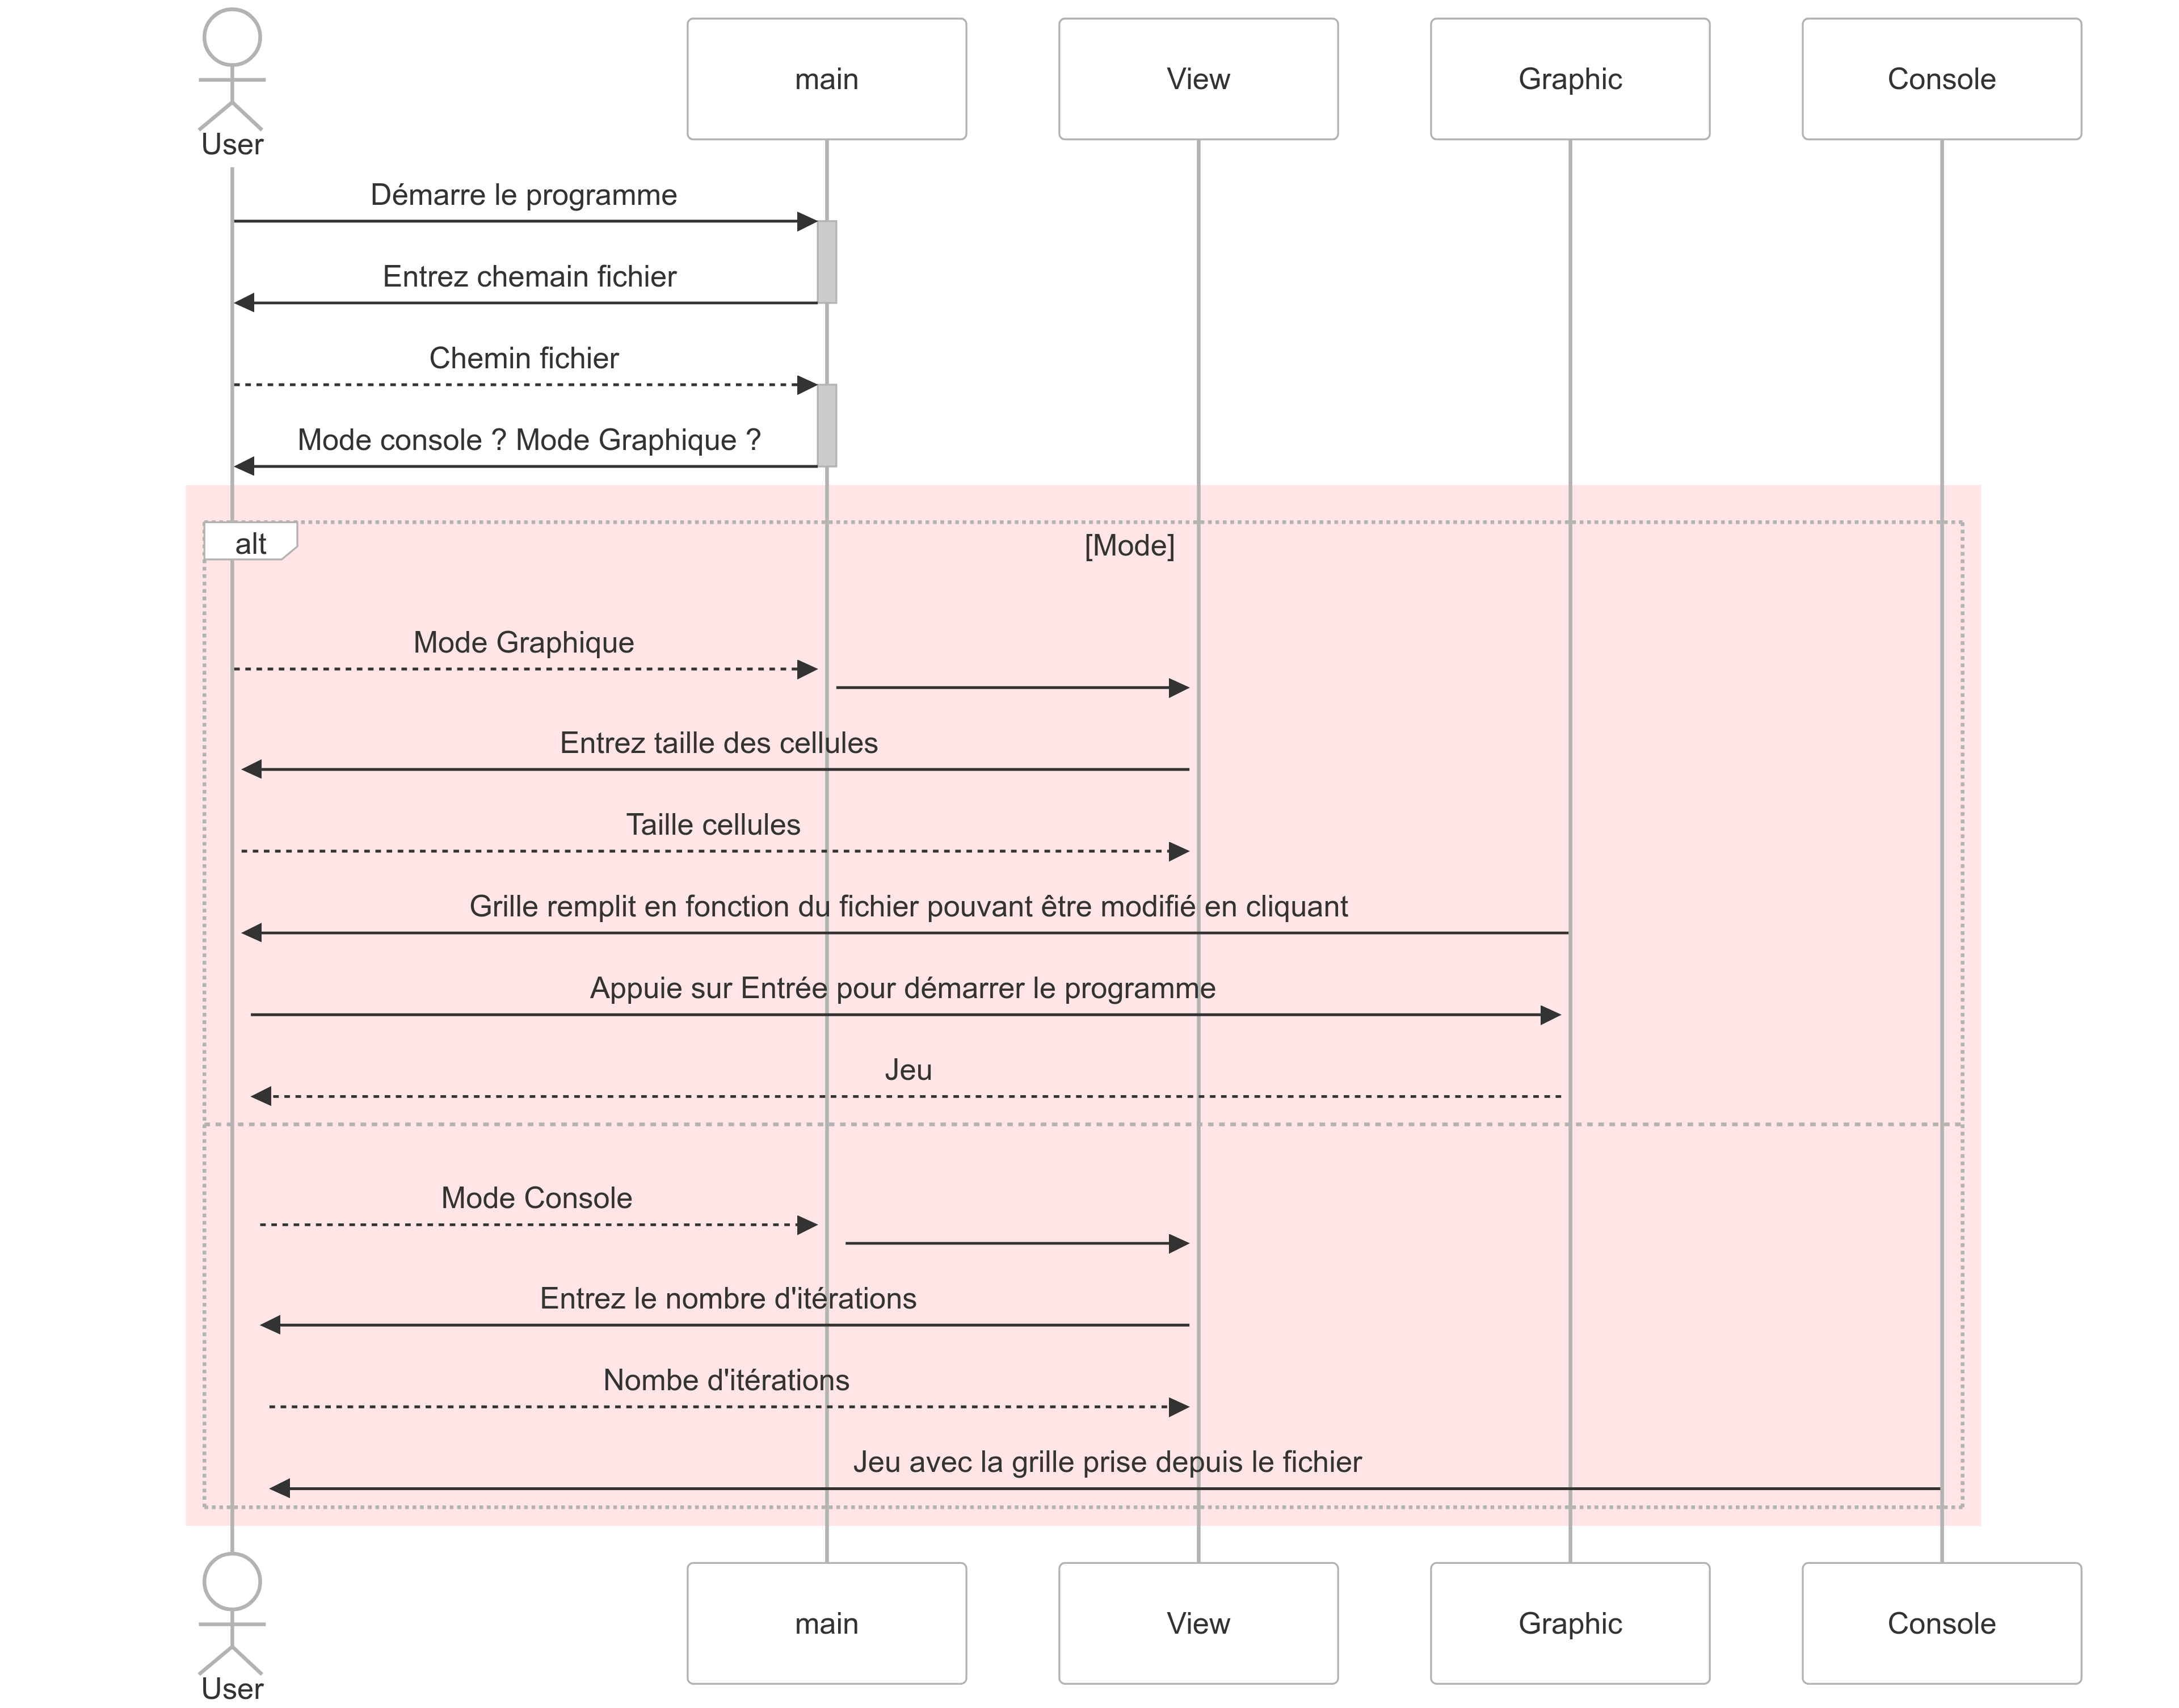 User
main
View
Graphic
Console
Démarre le programme
Entrez chemain fichier
Chemin fichier
Mode console ? Mode Graphique ?
alt
[Mode]
Mode Graphique
Entrez taille des cellules
Taille cellules
Grille remplit en fonction du fichier pouvant être modifié en cliquant
Appuie sur Entrée pour démarrer le programme
Jeu
Mode Console
Entrez le nombre d'itérations
Nombe d'itérations
Jeu avec la grille prise depuis le fichier
User
main
View
Graphic
Console